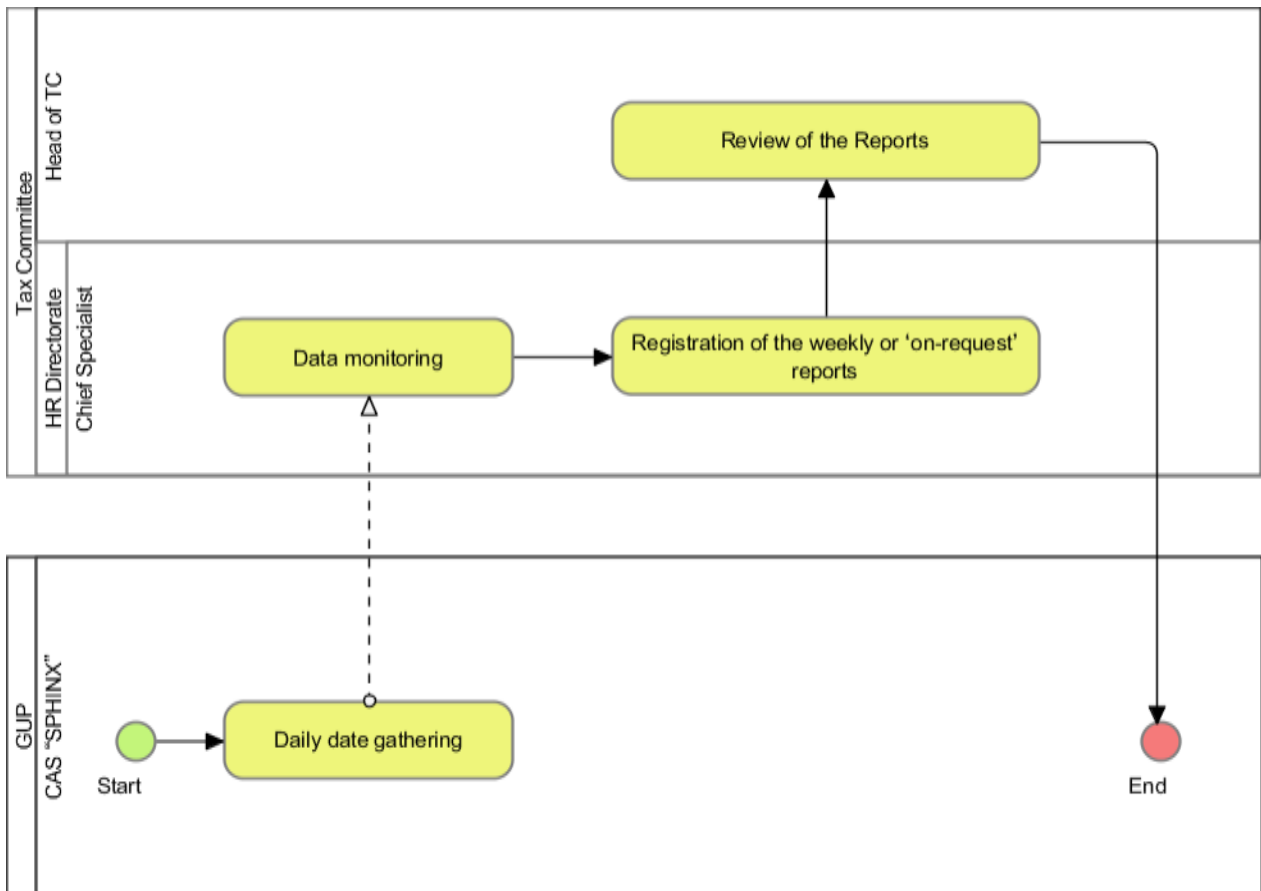 Tax Committee
Head of TC
Review of the Reports
HR Directorate
Chief Specialist
Data monitoring
Registration of the weekly or ‘on-request’
reports
GUP
CAS “SPHINX”
Start
Daily date gathering
End